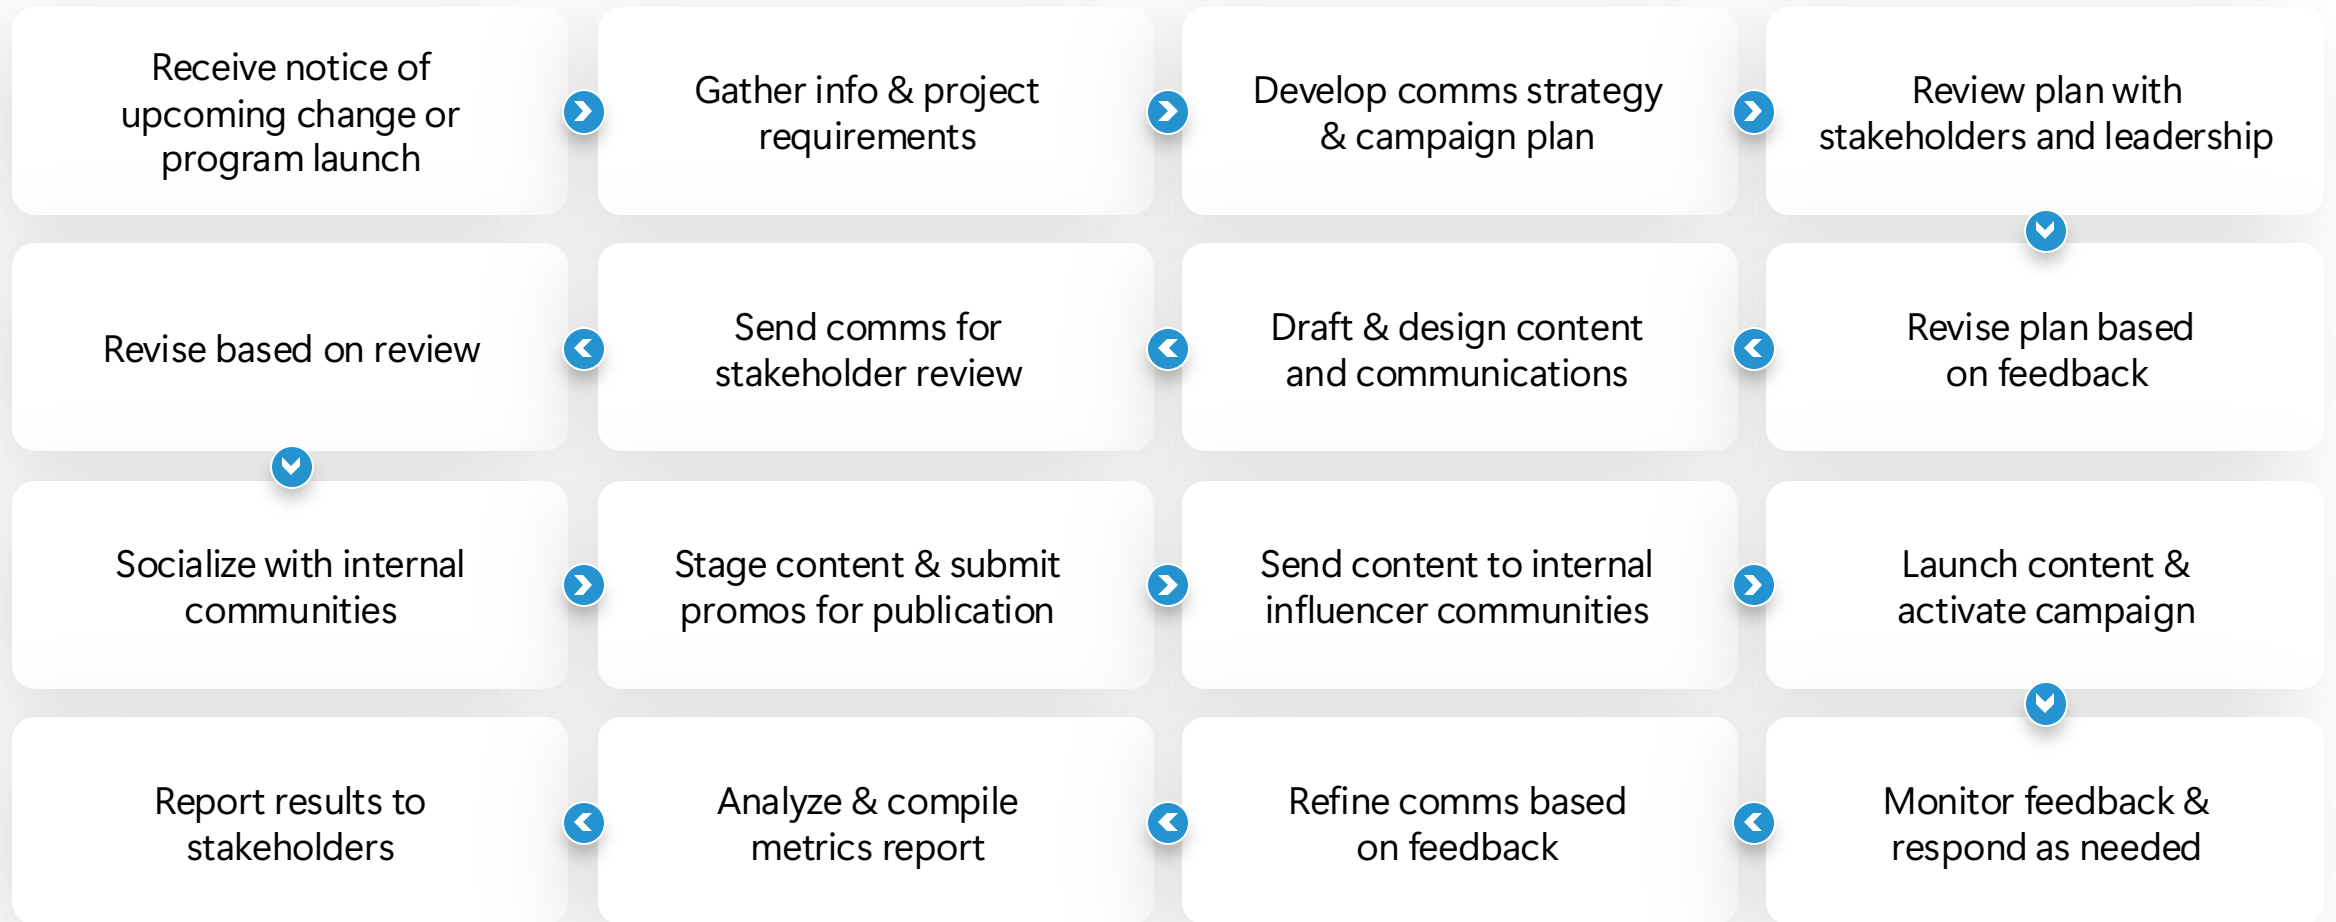 Receive notice of
upcoming change or
program launch
Gather info & project
requirements
Develop comms strategy
& campaign plan
Review plan with
stakeholders and leadership
Revise plan based
on feedback
Draft & design content
and communications
Send comms for
stakeholder review
Revise based on review
Socialize with internal
communities
Stage content & submit
promos for publication
Send content to internal
influencer communities
Launch content &
activate campaign
Monitor feedback &
respond as needed
Refine comms based
on feedback
Analyze & compile
metrics report
Report results to
stakeholders